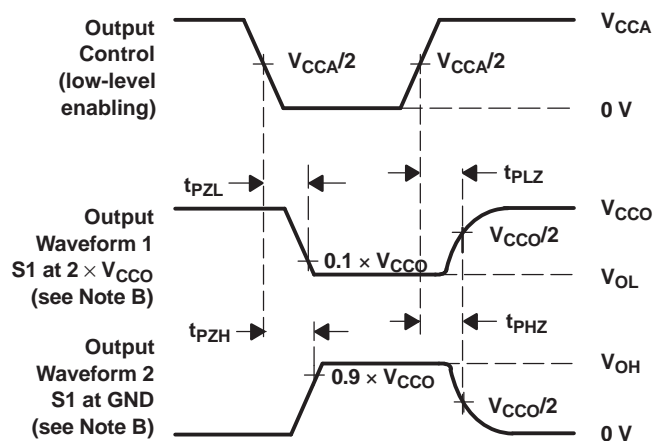 Output
Control
(low-level
enabling)
V_CCA/2
V_CCA/2
V_CCA
0 V
t_PZL
t_PLZ
Output
Waveform 1
S1 at 2 × V_CCO
(see Note B)
0.1 × V_CCO
V_CCO/2
V_CCO
V_OL
t_PZH
t_PHZ
Output
Waveform 2
S1 at GND
(see Note B)
0.9 × V_CCO
V_CCO/2
V_OH
0 V